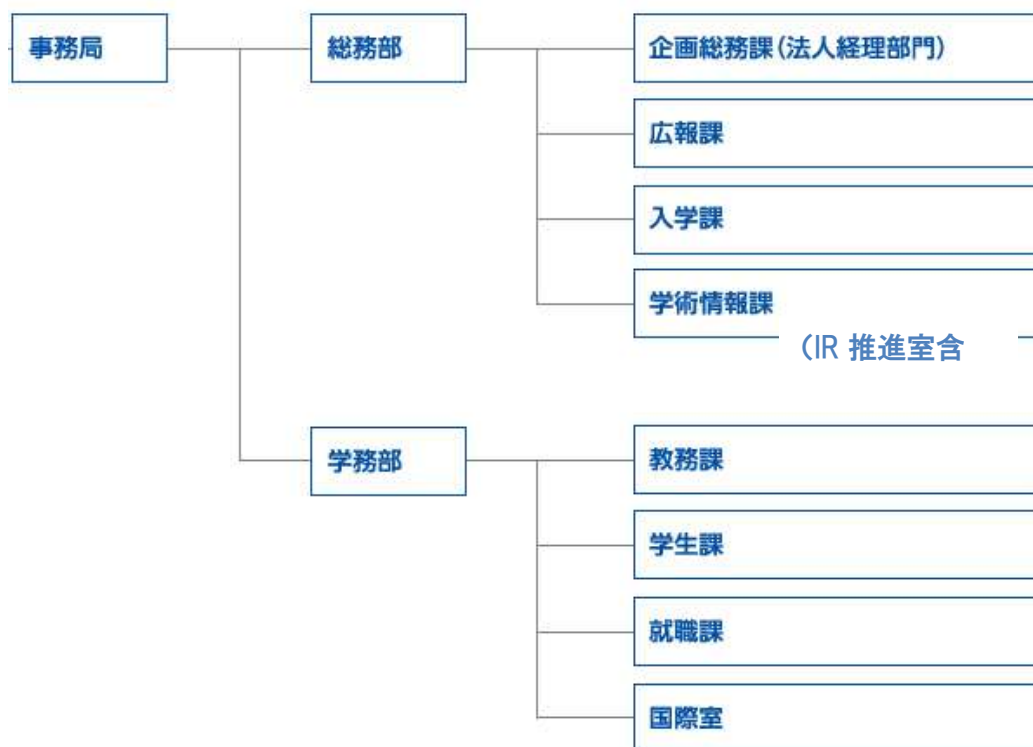 事務局
総務部
企画総務課(法人経理部門)
広報課
入学課
学術情報課
(IR 推進室含
学務部
教務課
学生課
就職課
国際室